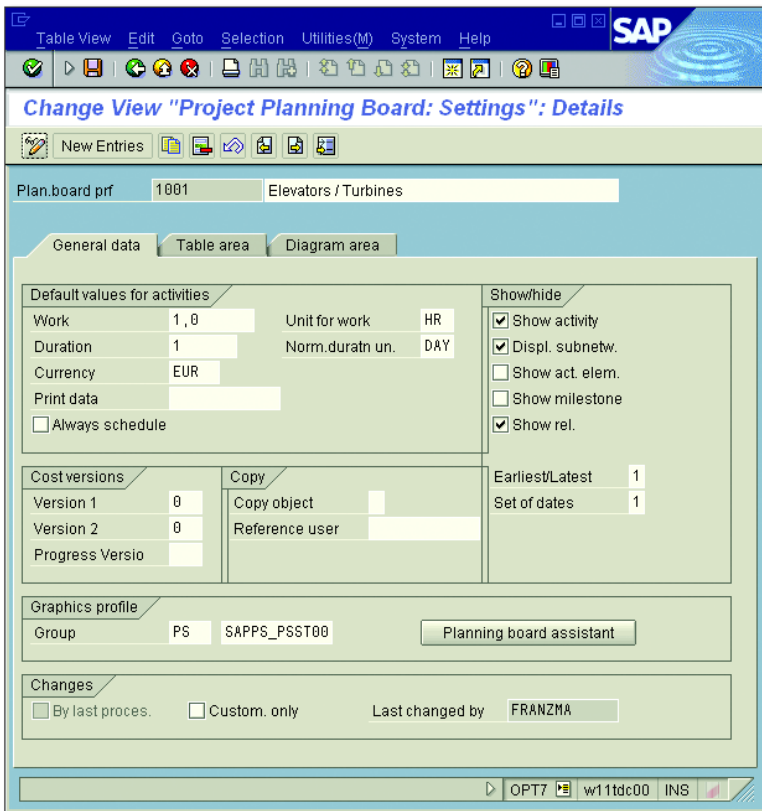 SAP
Table View Edit Goto Selection Utilities(M) System Help
Change View "Project Planning Board: Settings": Details
New Entries
Plan.board prf 1001 Elevators / Turbines
General data Table area Diagram area
Default values for activities Show/hide
Work 1,0 Unit for work HR Show activity
Duration 1 Norm.duratn un. DAY Displ. subnetw.
Currency EUR Show act. elem.
Print data Show milestone
Always schedule Show rel.
Cost versions Copy Earliest/Latest 1
Version 1 0 Copy object Set of dates 1
Version 2 0 Reference user
Progress Versio
Graphics profile
Group PS SAPPS_PSST00 Planning board assistant
Changes
By last proces. Custom. only Last changed by FRANZMA
OPT7 w11tdc00 INS